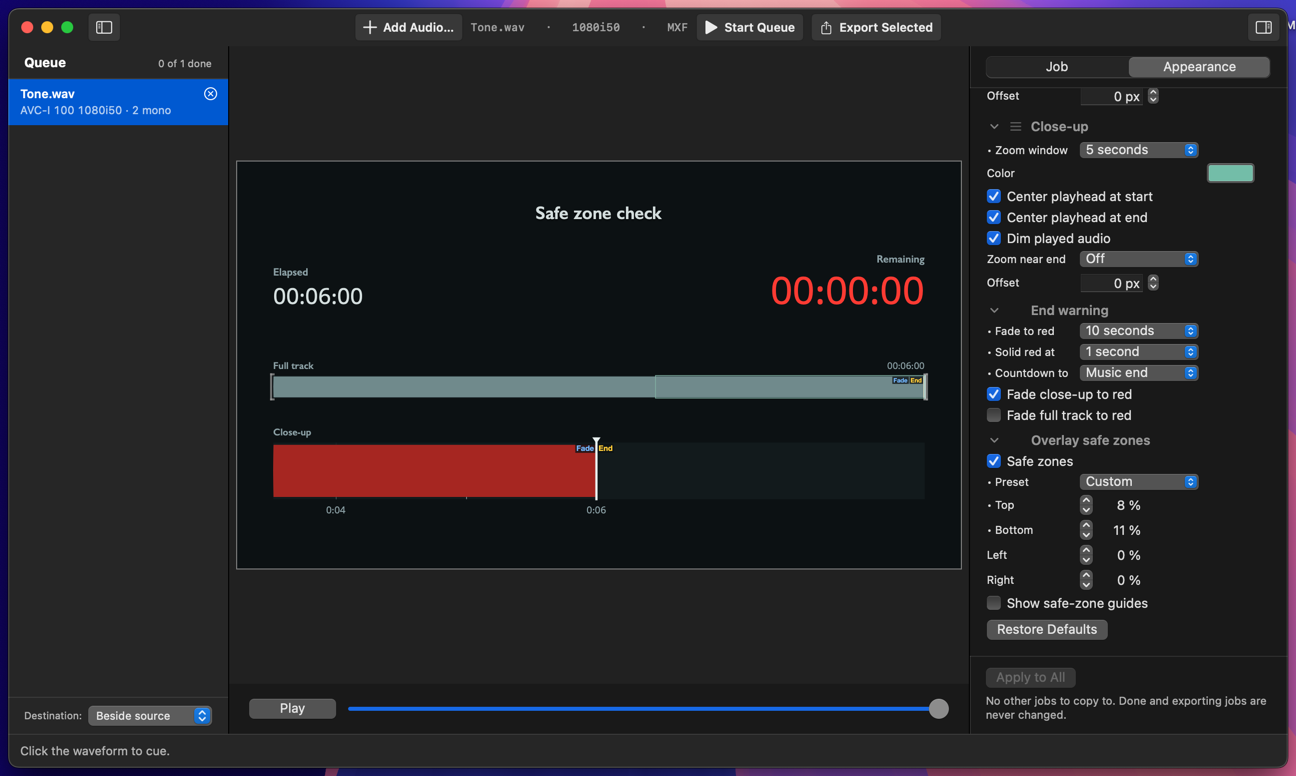 Add Audio... Tone.wav · 1080i50 · MXF Start Queue Export Selected
Queue 0 of 1 done
Tone.wav
AVC-I 100 1080i50 · 2 mono
Destination: Beside source
Click the waveform to cue.
Safe zone check
Elapsed
00:06:00
Remaining
00:00:00
Full track 00:06:00
Fade End
Close-up
Fade End
0:04 0:06
Play
Job Appearance
Offset 0 px
Close-up
• Zoom window 5 seconds
Color
Center playhead at start
Center playhead at end
Dim played audio
Zoom near end Off
Offset 0 px
End warning
• Fade to red 10 seconds
• Solid red at 1 second
• Countdown to Music end
Fade close-up to red
Fade full track to red
Overlay safe zones
Safe zones
• Preset Custom
• Top 8 %
• Bottom 11 %
Left 0 %
Right 0 %
Show safe-zone guides
Restore Defaults
Apply to All
No other jobs to copy to. Done and exporting jobs are
never changed.